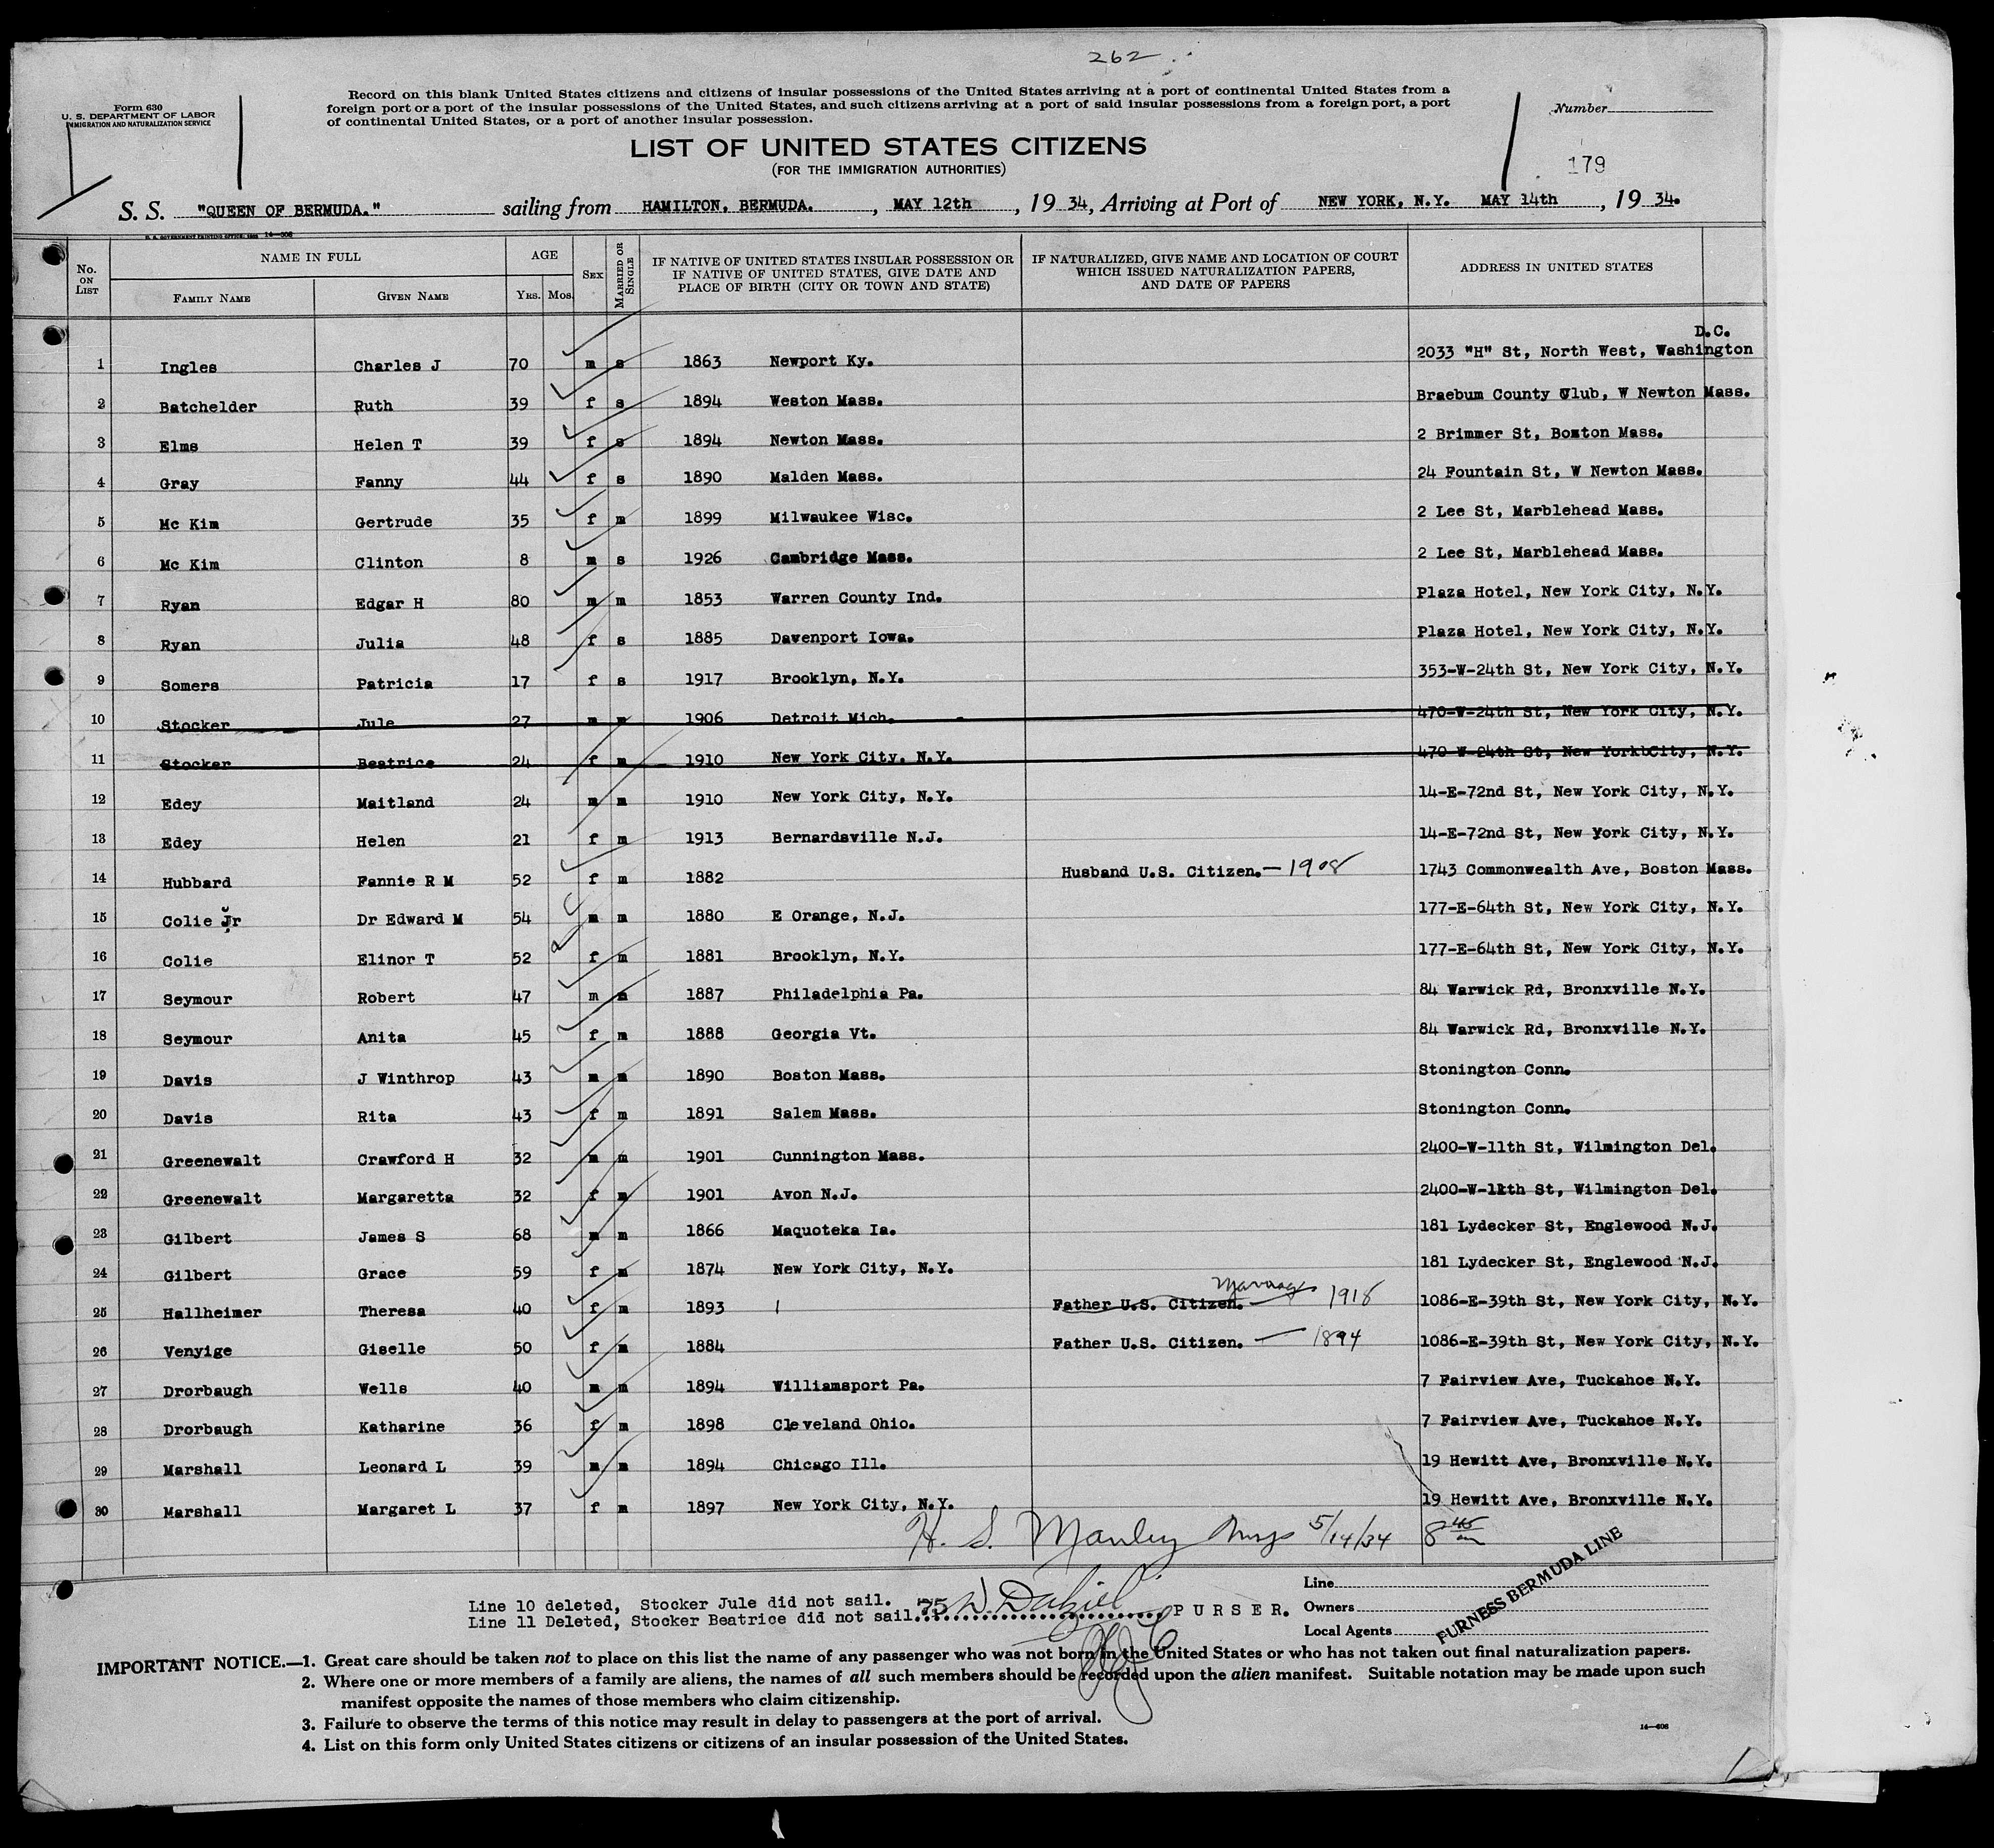 262
Form 630
U. S. DEPARTMENT OF LABOR
IMMIGRATION AND NATURALIZATION SERVICE
Record on this blank United States citizens and citizens of insular possessions of the United States arriving at a port of continental United States from a
foreign port or a port of the insular possessions of the United States, and such citizens arriving at a port of said insular possessions from a foreign port, a port
of continental United States, or a port of another insular possession.
Number
LIST OF UNITED STATES CITIZENS
(FOR THE IMMIGRATION AUTHORITIES)
179
S. S. "QUEEN OF BERMUDA." sailing from HAMILTON, BERMUDA. , MAY 12th , 19 34, Arriving at Port of NEW YORK, N.Y. MAY 14th , 19 34.
No. ON LIST NAME IN FULL AGE SEX MARRIED OR SINGLE IF NATIVE OF UNITED STATES INSULAR POSSESSION OR IF NATIVE OF UNITED STATES, GIVE DATE AND PLACE OF BIRTH (CITY OR TOWN AND STATE) IF NATURALIZED, GIVE NAME AND LOCATION OF COURT WHICH ISSUED NATURALIZATION PAPERS, AND DATE OF PAPERS ADDRESS IN UNITED STATES
FAMILY NAME GIVEN NAME YRS. MOS.
D.C.
1 Ingles Charles J 70 m s 1863 Newport Ky. 2033 "H" St, North West, Washington
2 Batchelder Ruth 39 f s 1894 Weston Mass. Braebum County Club, W Newton Mass.
3 Elms Helen T 39 f s 1894 Newton Mass. 2 Brimmer St, Boston Mass.
4 Gray Fanny 44 f s 1890 Malden Mass. 24 Fountain St, W Newton Mass.
5 Mc Kim Gertrude 35 f m 1899 Milwaukee Wisc. 2 Lee St, Marblehead Mass.
6 Mc Kim Clinton 8 m s 1926 Cambridge Mass. 2 Lee St, Marblehead Mass.
7 Ryan Edgar H 80 m m 1853 Warren County Ind. Plaza Hotel, New York City, N.Y.
8 Ryan Julia 48 f s 1885 Davenport Iowa. Plaza Hotel, New York City, N.Y.
9 Somers Patricia 17 f s 1917 Brooklyn, N.Y. 353-W-24th St, New York City, N.Y.
10 Stocker Jule 27 m m 1906 Detroit Mich. 470-W-24th St, New York City, N.Y.
11 Stocker Beatrice 24 f m 1910 New York City, N.Y. 470 W-24th St, New YorkbCity, N.Y.
12 Edey Maitland 24 m m 1910 New York City, N.Y. 14-E-72nd St, New York City, N.Y.
13 Edey Helen 21 f m 1913 Bernardsville N.J. 14-E-72nd St, New York City, N.Y.
14 Hubbard Fannie R M 52 f m 1882 Husband U.S. Citizen. — 1908 1743 Commonwealth Ave, Boston Mass.
15 Colie Jr Dr Edward M 54 m m 1880 E Orange, N.J. 177-E-64th St, New York City, N.Y.
16 Colie Elinor T 52 f m 1881 Brooklyn, N.Y. 177-E-64th St, New York City, N.Y.
17 Seymour Robert 47 m m 1887 Philadelphia Pa. 84 Warwick Rd, Bronxville N.Y.
18 Seymour Anita 45 f m 1888 Georgia Vt. 84 Warwick Rd, Bronxville N.Y.
19 Davis J Winthrop 43 m m 1890 Boston Mass. Stonington Conn.
20 Davis Rita 43 f m 1891 Salem Mass. Stonington Conn.
21 Greenewalt Crawford H 32 m m 1901 Cunnington Mass. 2400-W-11th St, Wilmington Del.
22 Greenewalt Margaretta 32 f m 1901 Avon N.J. 2400-W-11th St, Wilmington Del.
23 Gilbert James S 68 m m 1866 Maquoteka Ia. 181 Lydecker St, Englewood N.J.
24 Gilbert Grace 59 f m 1874 New York City, N.Y. 181 Lydecker St, Englewood N.J.
Marriage
25 Hallheimer Theresa 40 f m 1893 Father U.S. Citizen. — 1918 1086-E-39th St, New York City, N.Y.
26 Venyige Giselle 50 f m 1884 Father U.S. Citizen. — 1894 1086-E-39th St, New York City, N.Y.
27 Drorbaugh Wells 40 m m 1894 Williamsport Pa. 7 Fairview Ave, Tuckahoe N.Y.
28 Drorbaugh Katharine 36 f m 1898 Cleveland Ohio. 7 Fairview Ave, Tuckahoe N.Y.
29 Marshall Leonard L 39 m m 1894 Chicago Ill. 19 Hewitt Ave, Bronxville N.Y.
30 Marshall Margaret L 37 f m 1897 New York City, N.Y. 19 Hewitt Ave, Bronxville N.Y.
H. S. Manley 5/14/34 8 45
Line 10 deleted, Stocker Jule did not sail.
Line 11 Deleted, Stocker Beatrice did not sail. PURSER.
Line
Owners
Local Agents
FURNESS BERMUDA LINE
IMPORTANT NOTICE.—1. Great care should be taken not to place on this list the name of any passenger who was not born in the United States or who has not taken out final naturalization papers.
2. Where one or more members of a family are aliens, the names of all such members should be recorded upon the alien manifest. Suitable notation may be made upon such
manifest opposite the names of those members who claim citizenship.
3. Failure to observe the terms of this notice may result in delay to passengers at the port of arrival.
4. List on this form only United States citizens or citizens of an insular possession of the United States.